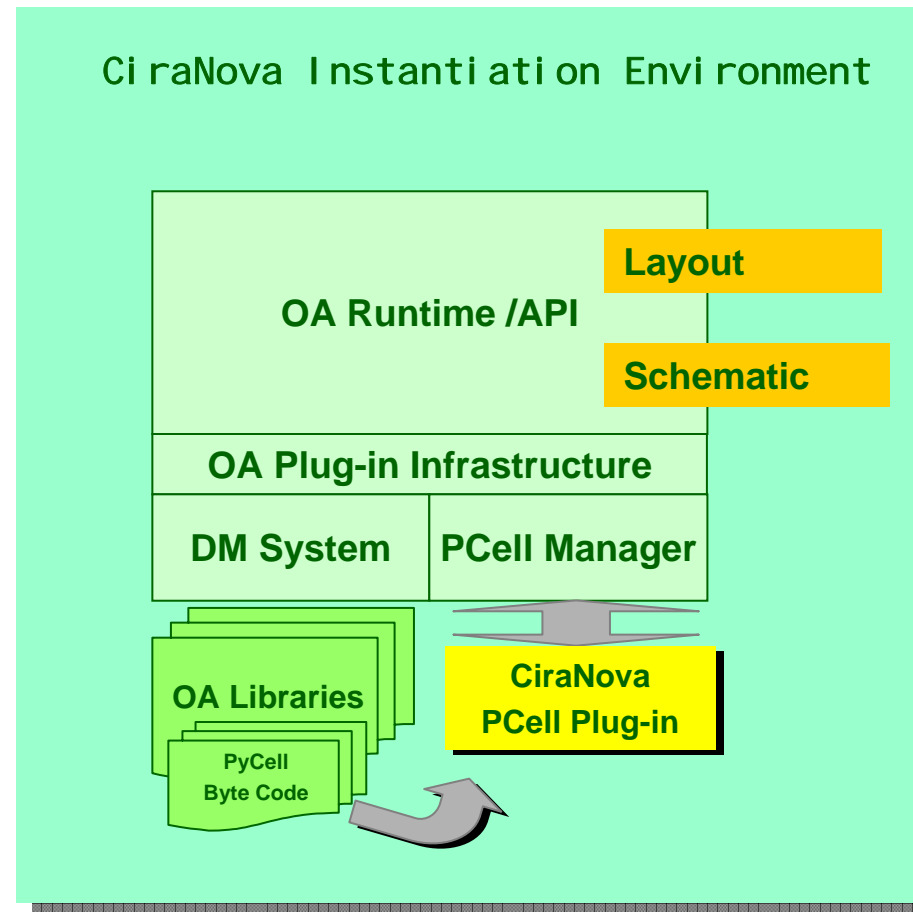 CiraNova Instantiation Environment
Layout
OA Runtime /API
Schematic
OA Plug-in Infrastructure
DM System
PCell Manager
OA Libraries
CiraNova
PCell Plug-in
PyCell
Byte Code